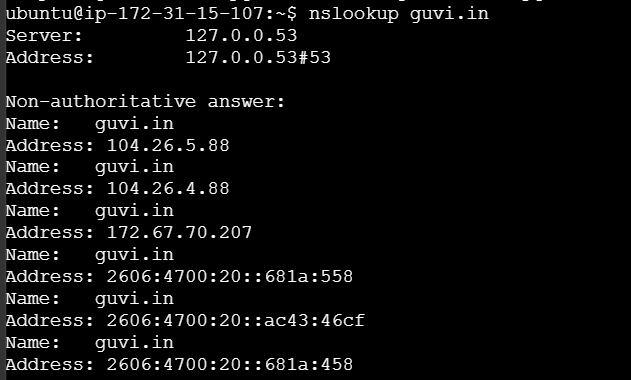 ubuntu@ip-172-31-15-107:~$ nslookup guvi.in
Server:         127.0.0.53
Address:        127.0.0.53#53

Non-authoritative answer:
Name:   guvi.in
Address: 104.26.5.88
Name:   guvi.in
Address: 104.26.4.88
Name:   guvi.in
Address: 172.67.70.207
Name:   guvi.in
Address: 2606:4700:20::681a:558
Name:   guvi.in
Address: 2606:4700:20::ac43:46cf
Name:   guvi.in
Address: 2606:4700:20::681a:458